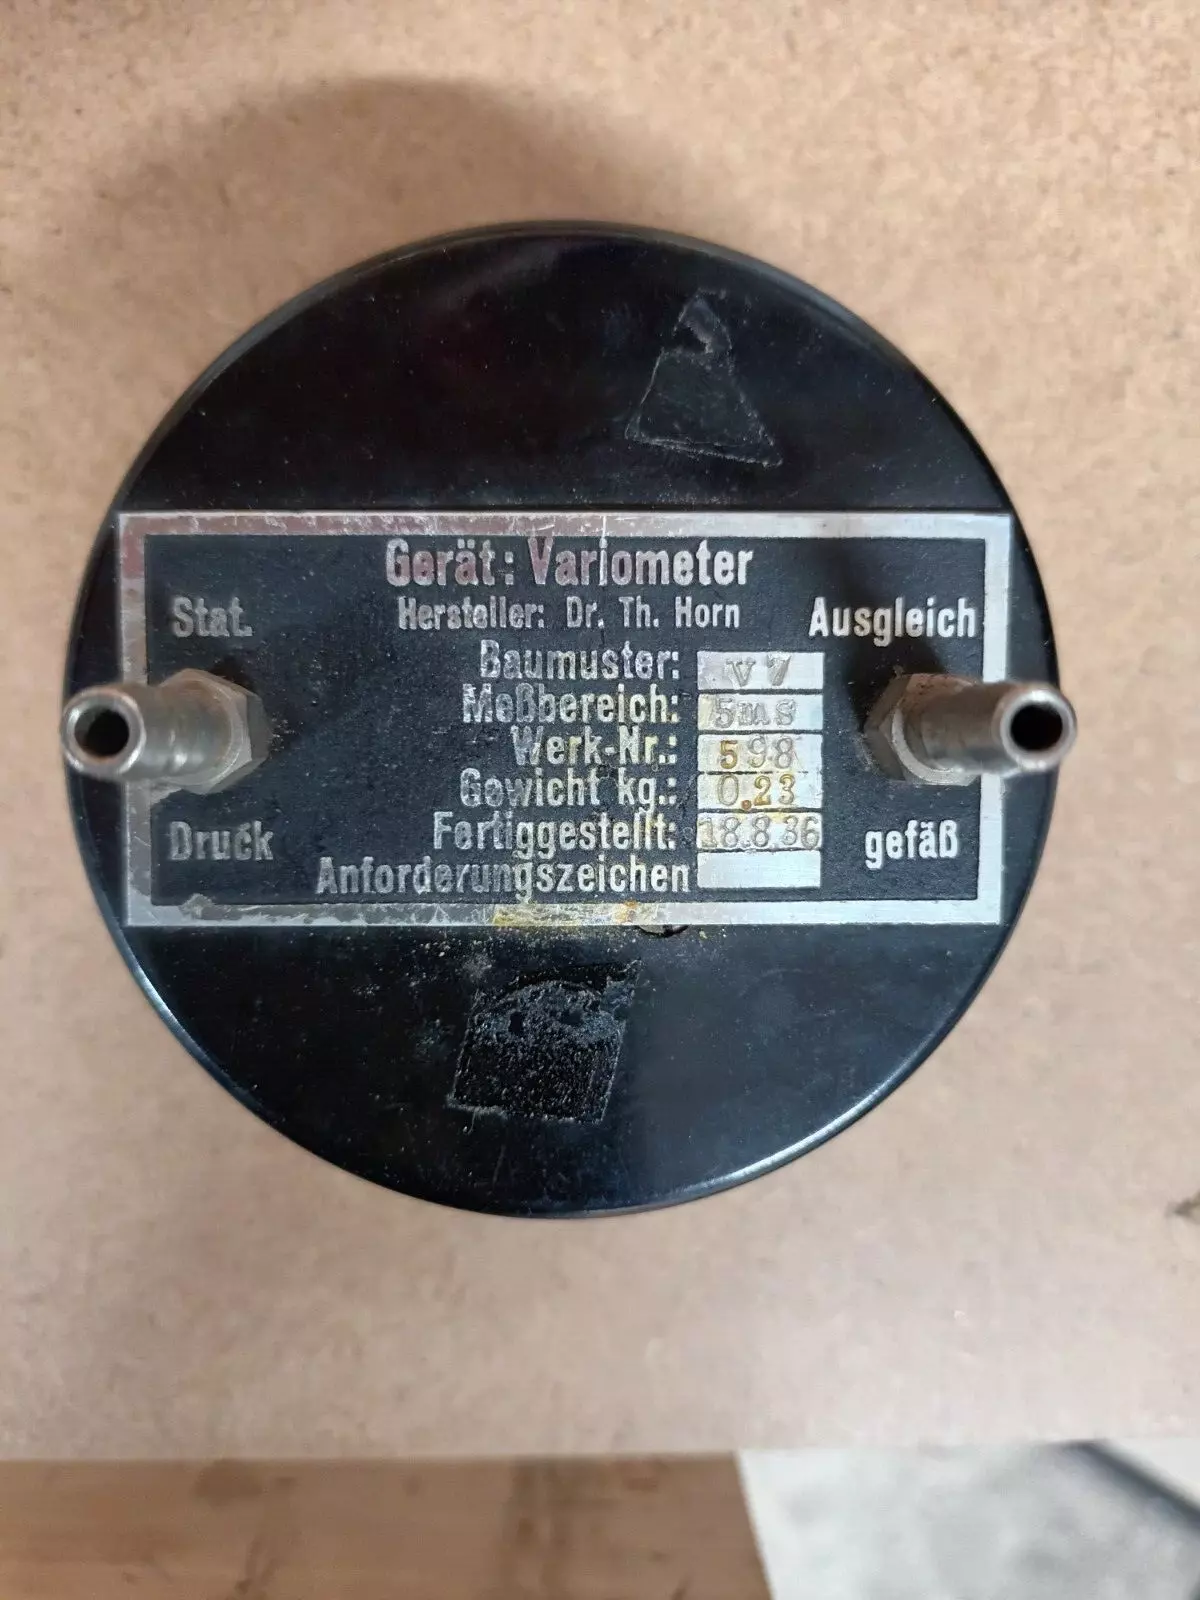 Gerät: Variometer
Hersteller: Dr. Th. Horn
Stat.
Druck
Ausgleich
gefäß
Baumuster: V 7
Meßbereich: 5ms
Werk-Nr.: 598
Gewicht kg.: 0.23
Fertiggestellt: 18.8.36
Anforderungszeichen